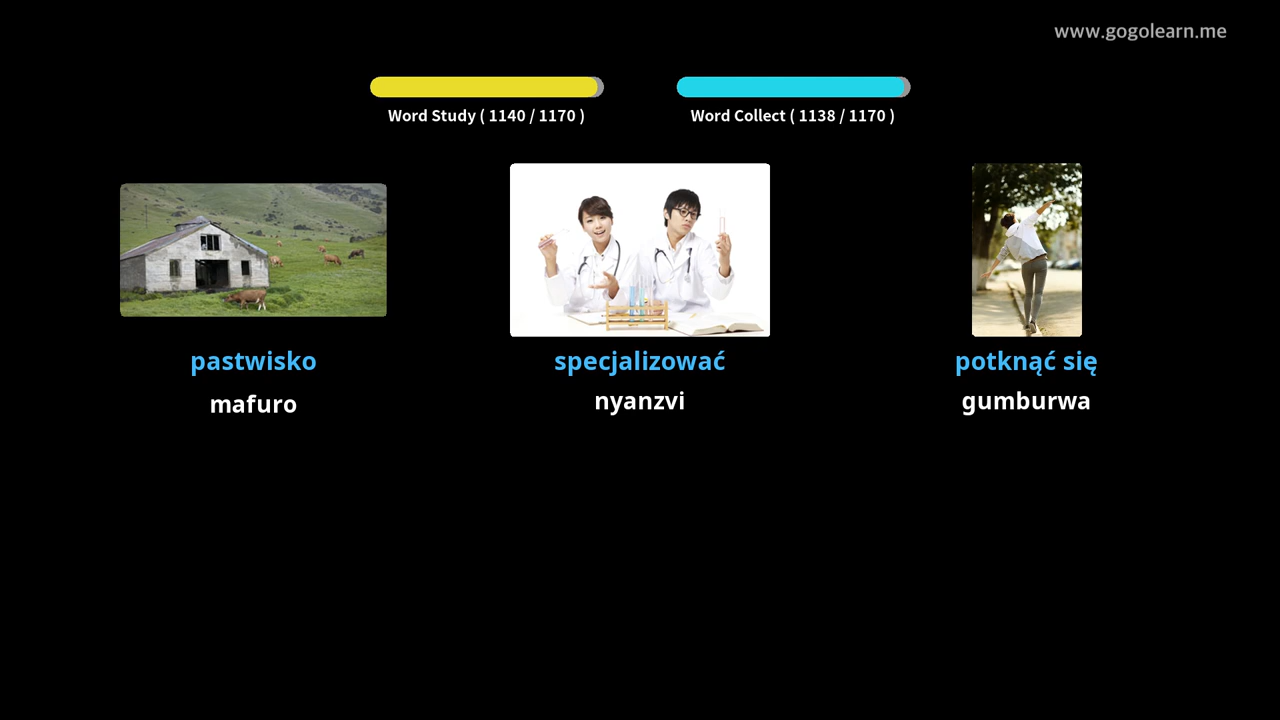 www.gogolearn.me
Word Study ( 1140 / 1170 )
Word Collect ( 1138 / 1170 )
pastwisko
specjalizować
potknąć się
mafuro
nyanzvi
gumburwa